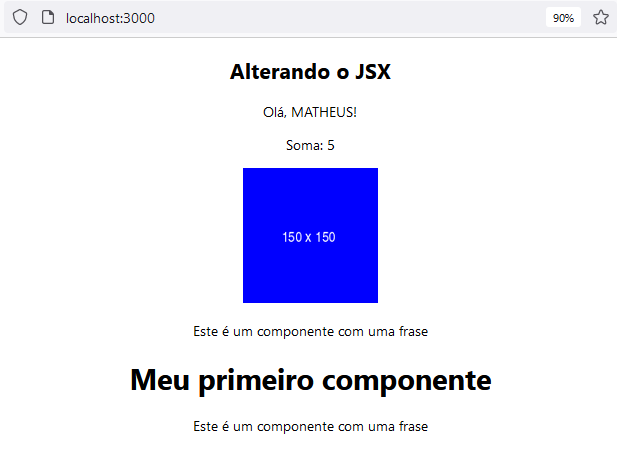 localhost:3000
90%
Alterando o JSX
Olá, MATHEUS!
Soma: 5
150 x 150
Este é um componente com uma frase
Meu primeiro componente
Este é um componente com uma frase